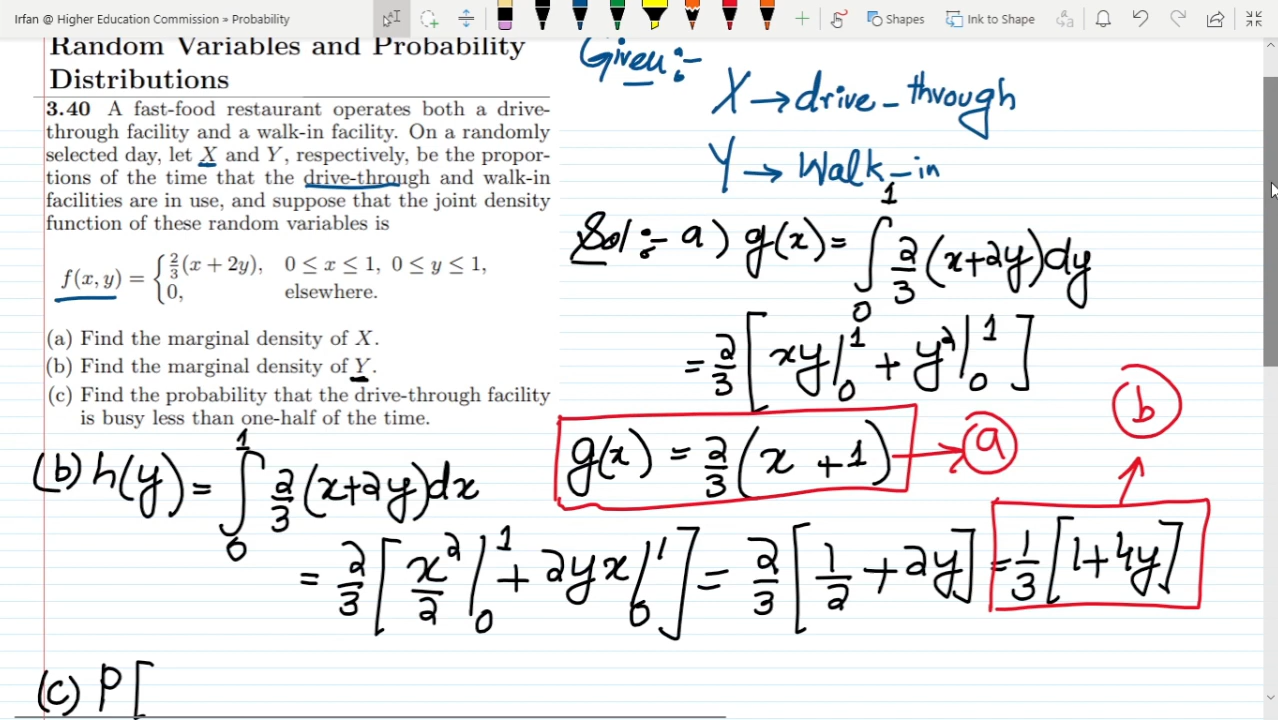 Irfan @ Higher Education Commission » Probability
Shapes
Ink to Shape
Random Variables and Probability
Distributions
3.40 A fast-food restaurant operates both a drive-
through facility and a walk-in facility. On a randomly
selected day, let X and Y, respectively, be the propor-
tions of the time that the drive-through and walk-in
facilities are in use, and suppose that the joint density
function of these random variables is
f(x, y) = { 2/3 (x + 2y), 0 ≤ x ≤ 1, 0 ≤ y ≤ 1,
0, elsewhere.
(a) Find the marginal density of X.
(b) Find the marginal density of Y.
(c) Find the probability that the drive-through facility
is busy less than one-half of the time.
Given :-
X → drive-through
Y → Walk-in
Sol :- a) g(x) = ∫₀¹ 2/3 (x+2y)dy
= 2/3 [ xy|₀¹ + y²|₀¹ ]
g(x) = 2/3 (x +1) → a
b
(b) h(y) = ∫₀¹ 2/3 (x+2y)dx
= 2/3 [ x²/2 |₀¹ + 2yx|₀¹ ] = 2/3 [ 1/2 + 2y ] = 1/3 [1+4y]
(c) P [